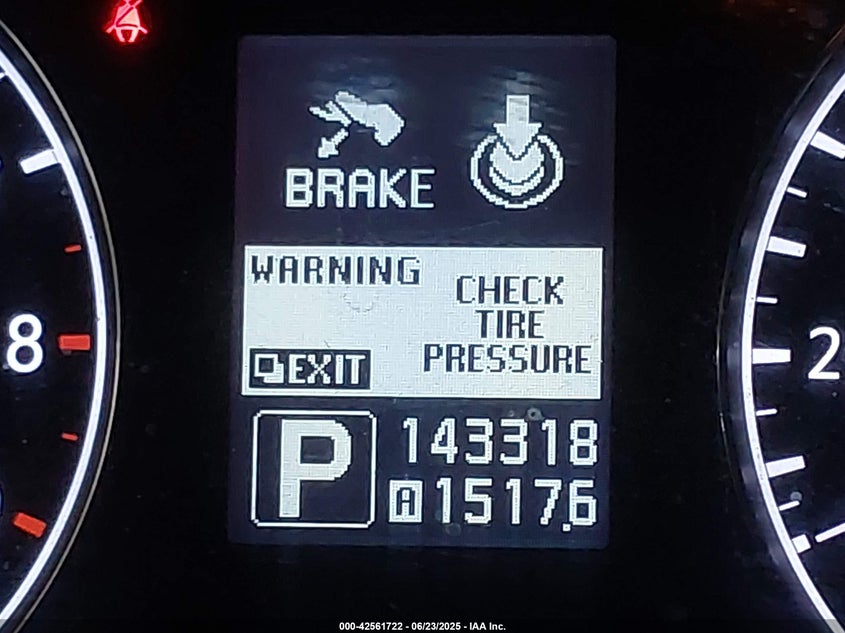 BRAKE
WARNING
CHECK
TIRE
PRESSURE
EXIT
P
143318
A 1517.6
8
2
000-42561722 - 06/23/2025 - IAA Inc.